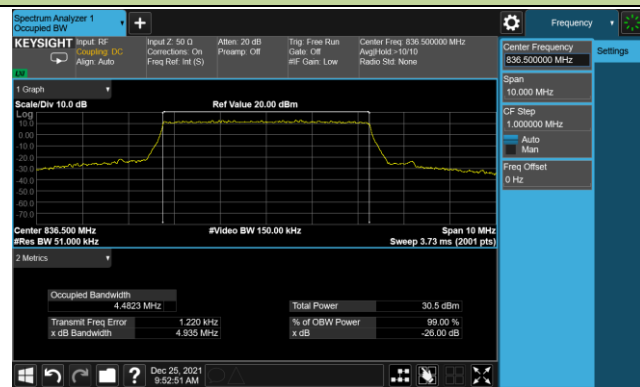 Spectrum Analyzer 1
Occupied BW
Frequency
KEYSIGHT
Input: RF
Coupling: DC
Align: Auto
Input Z: 50 Ω
Corrections: On
Freq Ref: Int (S)
Atten: 20 dB
Preamp: Off
Trig: Free Run
Gate: Off
#IF Gain: Low
Center Freq: 836.500000 MHz
Avg|Hold:>10/10
Radio Std: None
LW
Center Frequency
836.500000 MHz
Settings
Span
10.000 MHz
CF Step
1.000000 MHz
Auto
Man
Freq Offset
0 Hz
1 Graph
Scale/Div 10.0 dB
Ref Value 20.00 dBm
Log
10.0
0.00
-10.0
-20.0
-30.0
-40.0
-50.0
-60.0
-70.0
Center 836.500 MHz
#Video BW 150.00 kHz
Span 10 MHz
#Res BW 51.000 kHz
Sweep 3.73 ms (2001 pts)
2 Metrics
Occupied Bandwidth
4.4823 MHz
Total Power 30.5 dBm
Transmit Freq Error 1.220 kHz
% of OBW Power 99.00 %
x dB Bandwidth 4.935 MHz
x dB -26.00 dB
?
Dec 25, 2021
9:52:51 AM